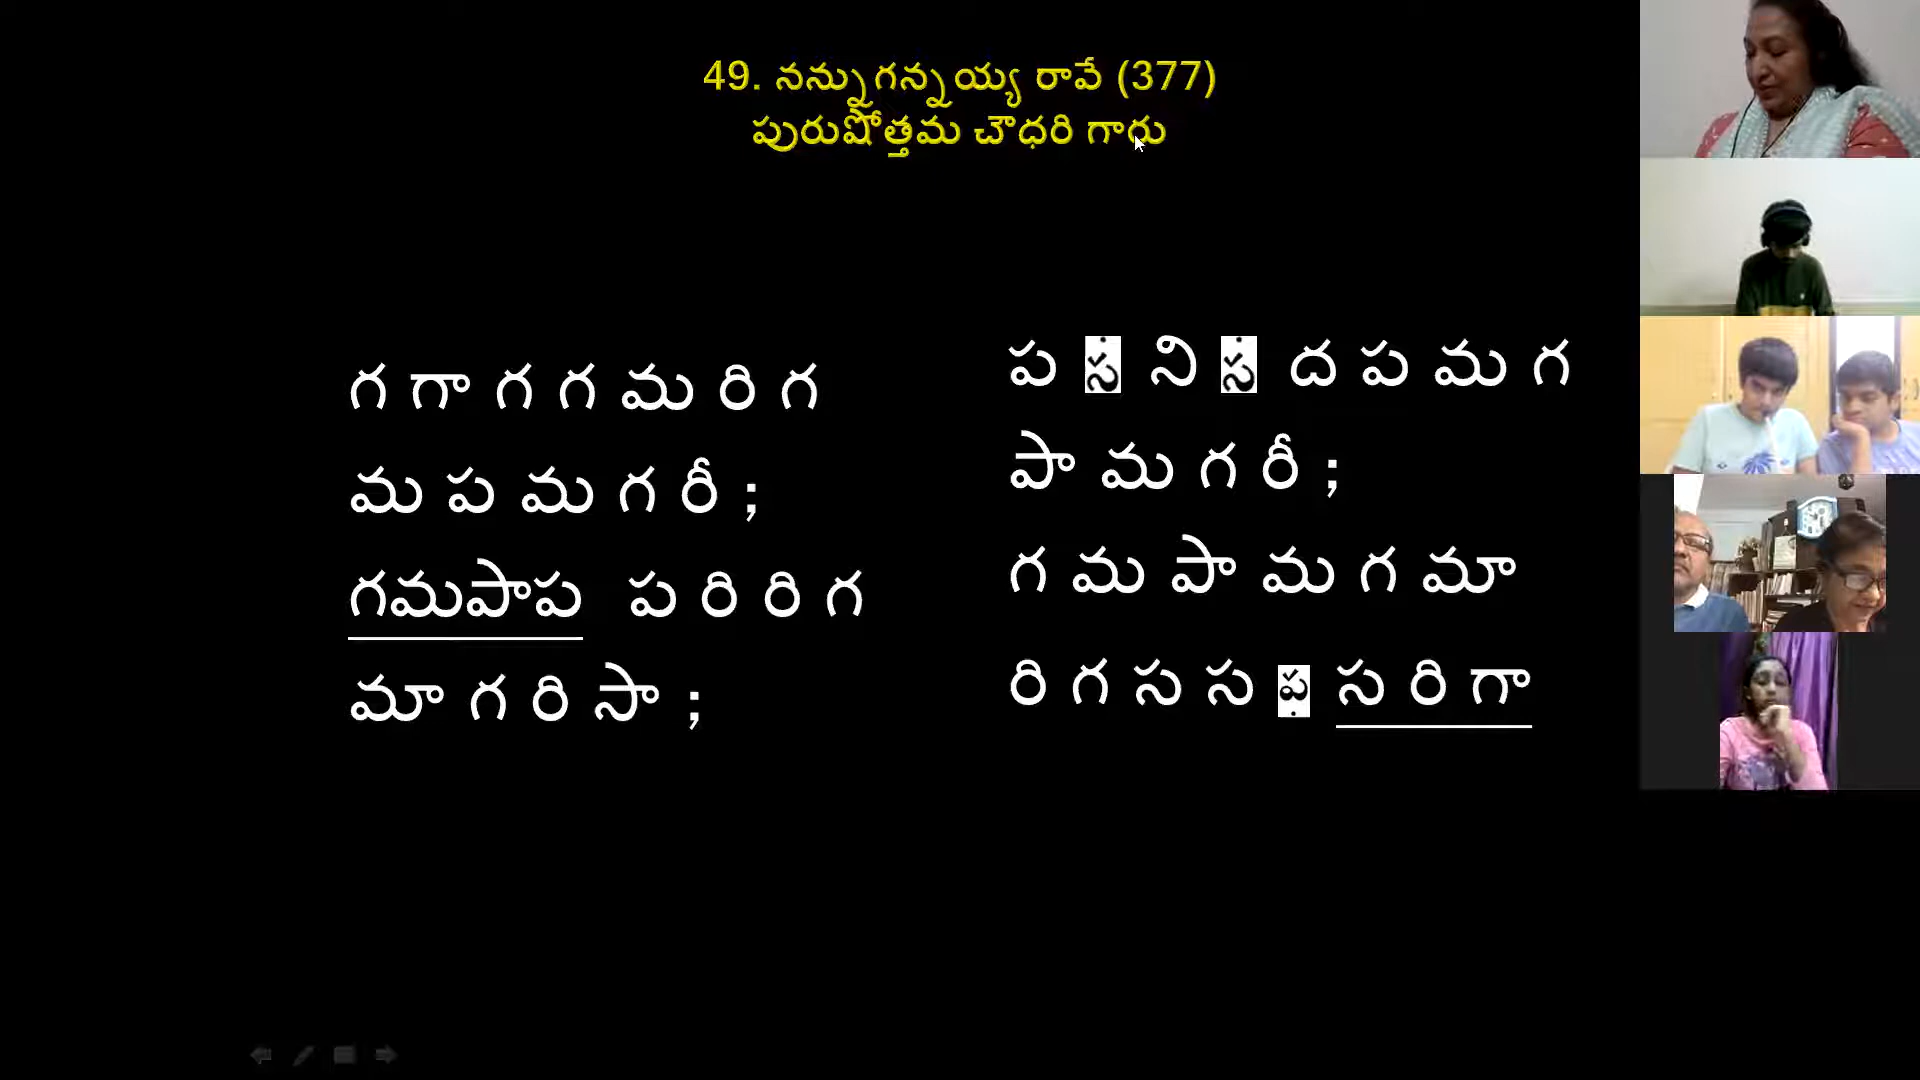 49. నన్నుగన్నయ్య రావే (377)
పురుషోత్తమ చౌధరి గారు
గ గా గ గ మ రి గ
మ ప మ గ రీ ;
గమపాప ప రి రి గ
మా గ రి సా ;
ప స̇ ని స̇ ద ప మ గ
పా మ గ రీ ;
గ మ పా మ గ మా
రి గ స స ప̣ స రి గా